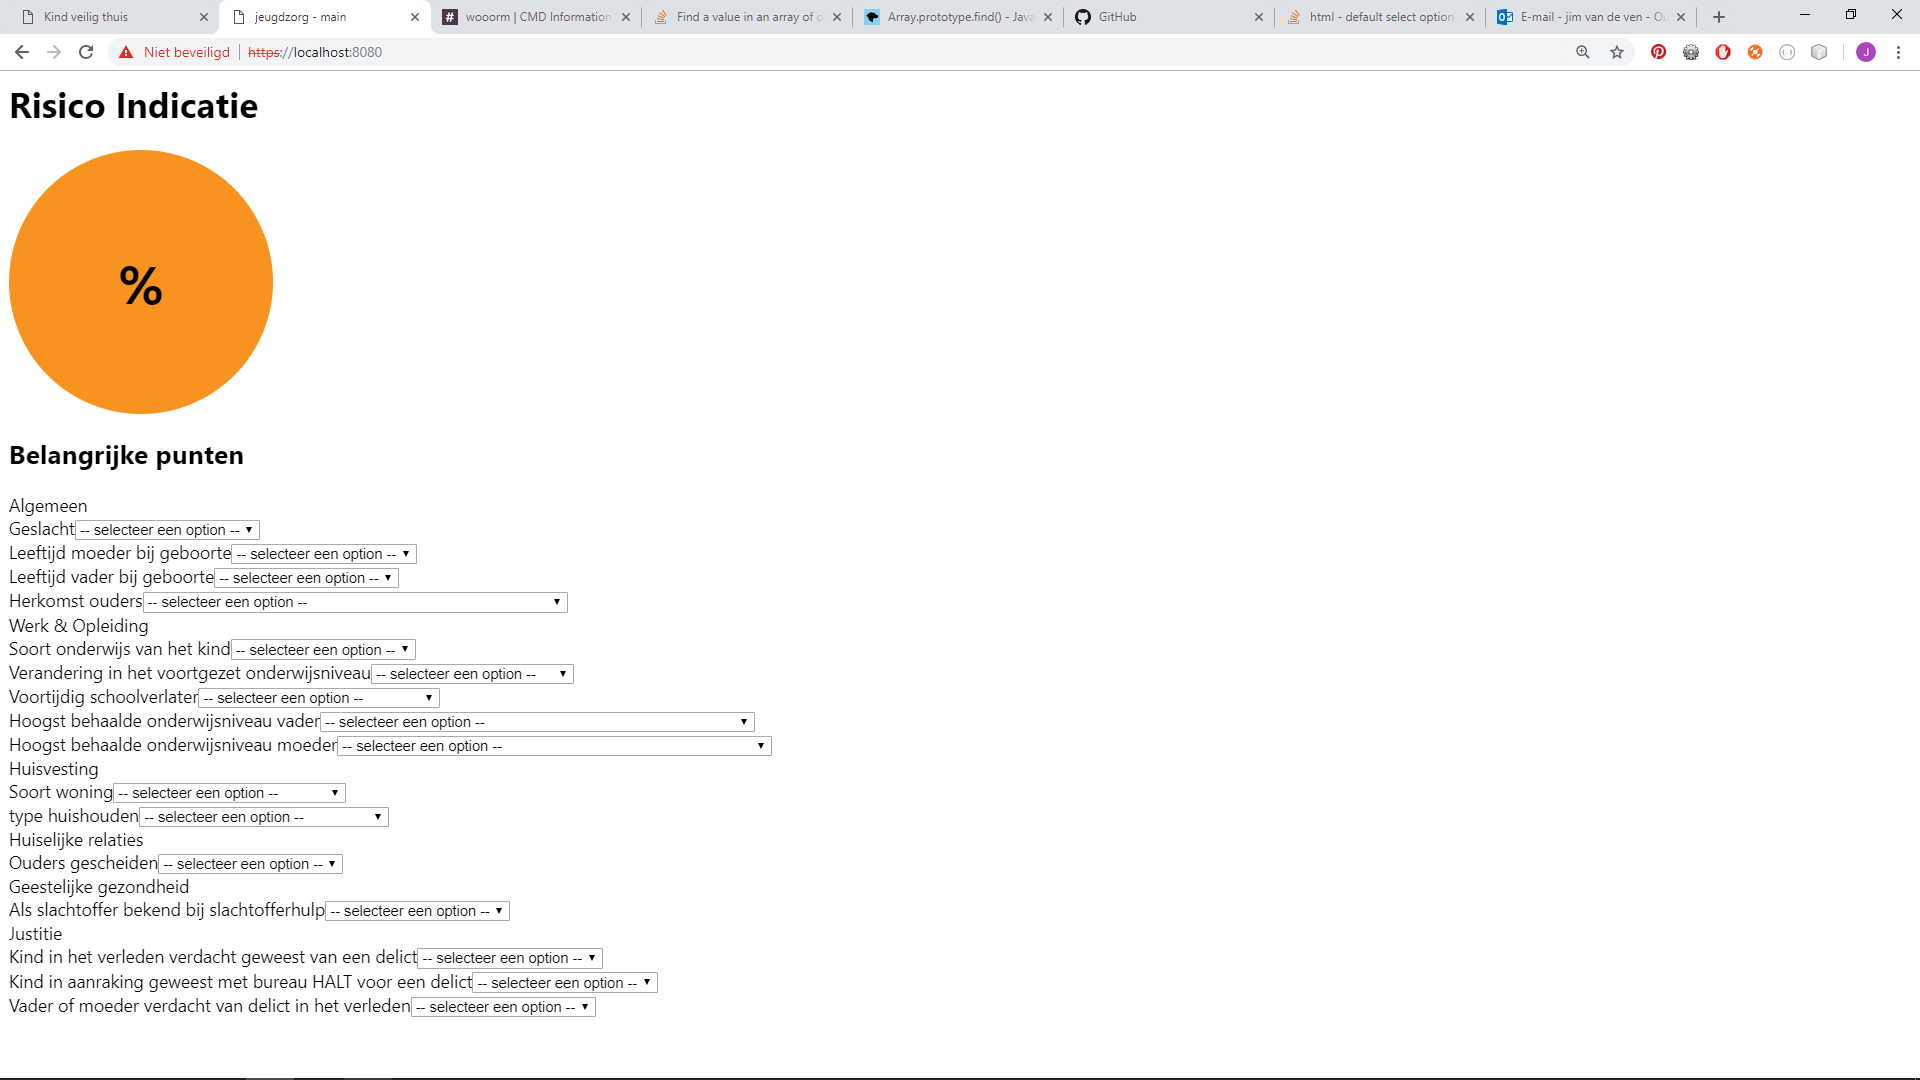 Kind veilig thuis
jeugdzorg - main
wooorm | CMD Information
Find a value in an array of o
Array.prototype.find() - Java
GitHub
html - default select option
E-mail - jim van de ven - Ou
Niet beveiligd
https://localhost:8080
J
Risico Indicatie
%
Belangrijke punten
Algemeen
Geslacht -- selecteer een option --
Leeftijd moeder bij geboorte -- selecteer een option --
Leeftijd vader bij geboorte -- selecteer een option --
Herkomst ouders -- selecteer een option --
Werk & Opleiding
Soort onderwijs van het kind -- selecteer een option --
Verandering in het voortgezet onderwijsniveau -- selecteer een option --
Voortijdig schoolverlater -- selecteer een option --
Hoogst behaalde onderwijsniveau vader -- selecteer een option --
Hoogst behaalde onderwijsniveau moeder -- selecteer een option --
Huisvesting
Soort woning -- selecteer een option --
type huishouden -- selecteer een option --
Huiselijke relaties
Ouders gescheiden -- selecteer een option --
Geestelijke gezondheid
Als slachtoffer bekend bij slachtofferhulp -- selecteer een option --
Justitie
Kind in het verleden verdacht geweest van een delict -- selecteer een option --
Kind in aanraking geweest met bureau HALT voor een delict -- selecteer een option --
Vader of moeder verdacht van delict in het verleden -- selecteer een option --